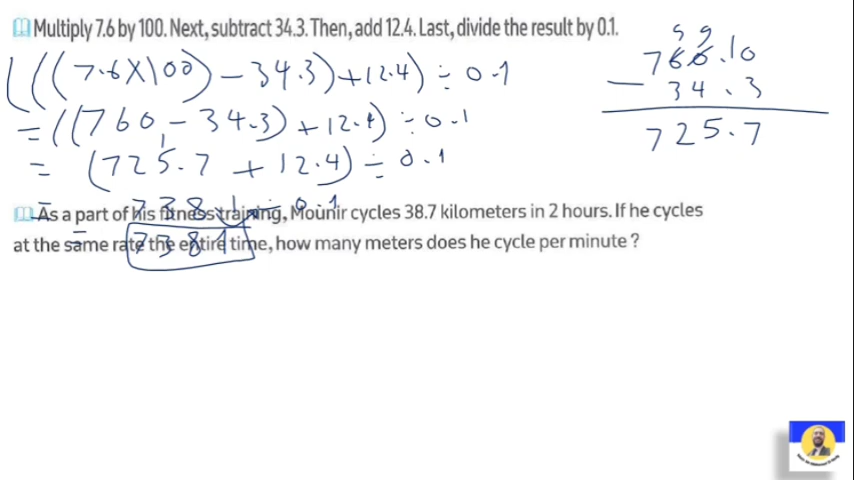 Multiply 7.6 by 100. Next, subtract 34.3. Then, add 12.4. Last, divide the result by 0.1.
(((7.6×100) - 34.3) + 12.4) ÷ 0.1
= ((760 - 34.3) + 12.4) ÷ 0.1
= (725.7 + 12.4) ÷ 0.1
= 738.1 ÷ 0.1
= 7381
5 9
766.10
- 34.3
725.7
As a part of his fitness training, Mounir cycles 38.7 kilometers in 2 hours. If he cycles
at the same rate the entire time, how many meters does he cycle per minute ?